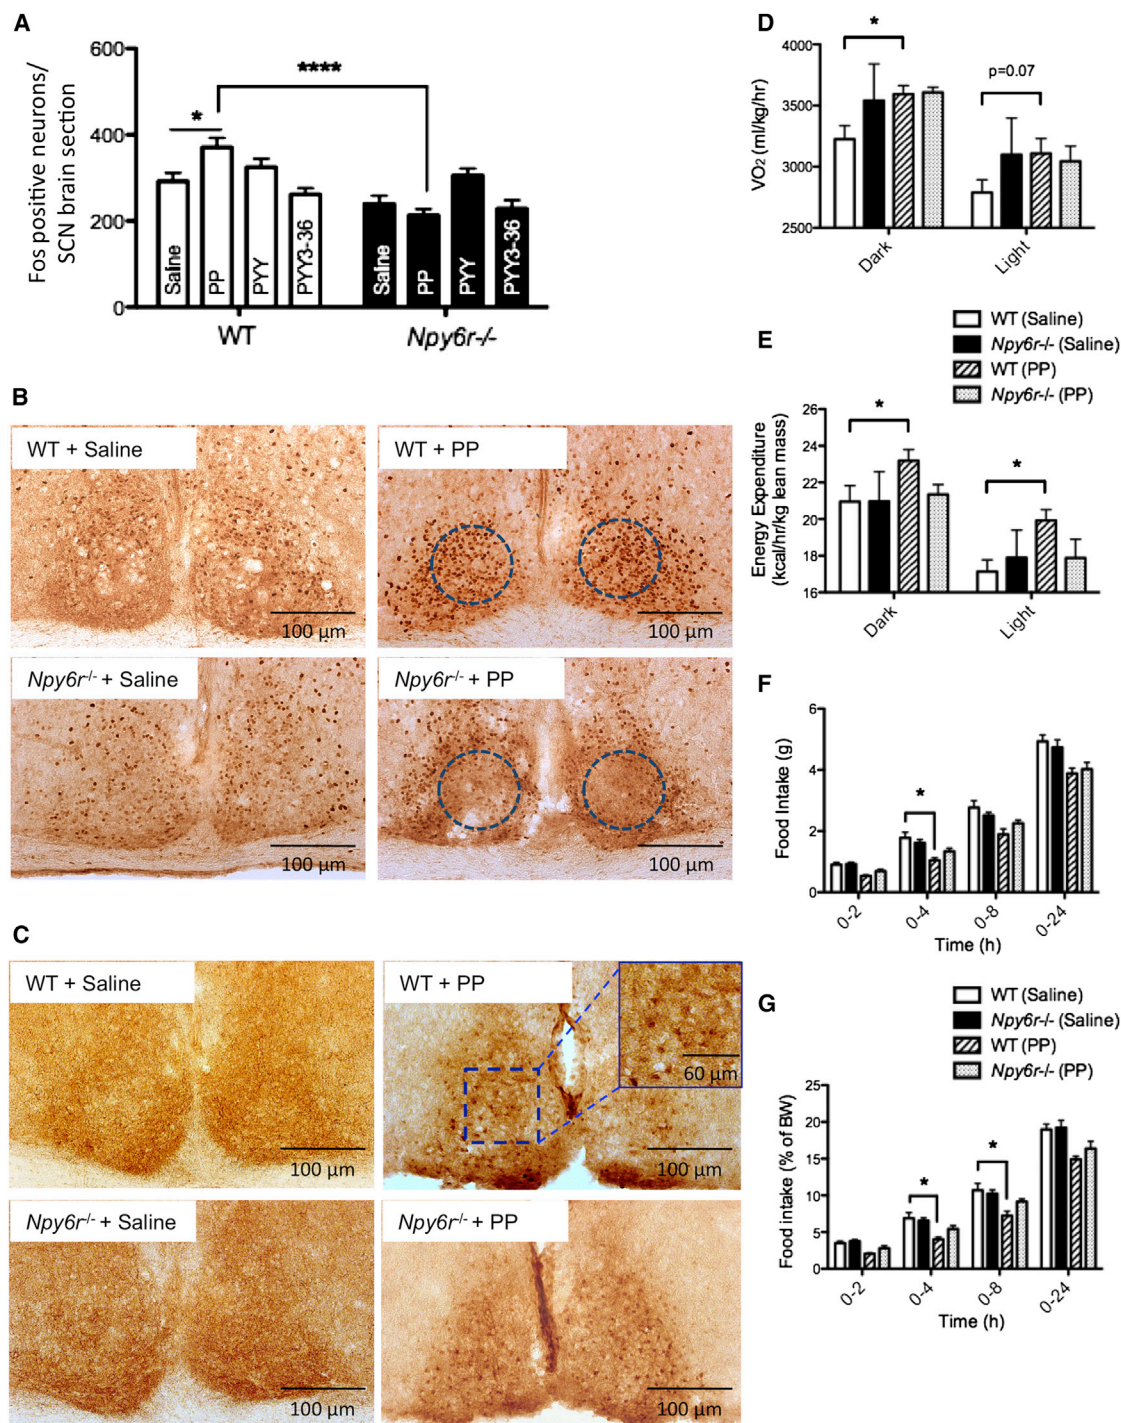 A
Fos positive neurons/
SCN brain section
600
400
200
0
*
****
Saline
PP
PYY
PYY3-36
Saline
PP
PYY
PYY3-36
WT
Npy6r-/-
B
WT + Saline
100 µm
WT + PP
100 µm
Npy6r-/- + Saline
100 µm
Npy6r-/- + PP
100 µm
C
WT + Saline
100 µm
WT + PP
60 µm
100 µm
Npy6r-/- + Saline
100 µm
Npy6r-/- + PP
100 µm
D
VO2 (ml/kg/hr)
4000
3500
3000
2500
*
p=0.07
Dark
Light
WT (Saline)
Npy6r-/- (Saline)
WT (PP)
Npy6r-/- (PP)
E
Energy Expenditure
(kcal/hr/kg lean mass)
26
24
22
20
18
16
*
*
Dark
Light
F
Food Intake (g)
6
4
2
0
*
0-2
0-4
0-8
0-24
Time (h)
WT (Saline)
Npy6r-/- (Saline)
WT (PP)
Npy6r-/- (PP)
G
Food intake (% of BW)
25
20
15
10
5
0
*
*
0-2
0-4
0-8
0-24
Time (h)